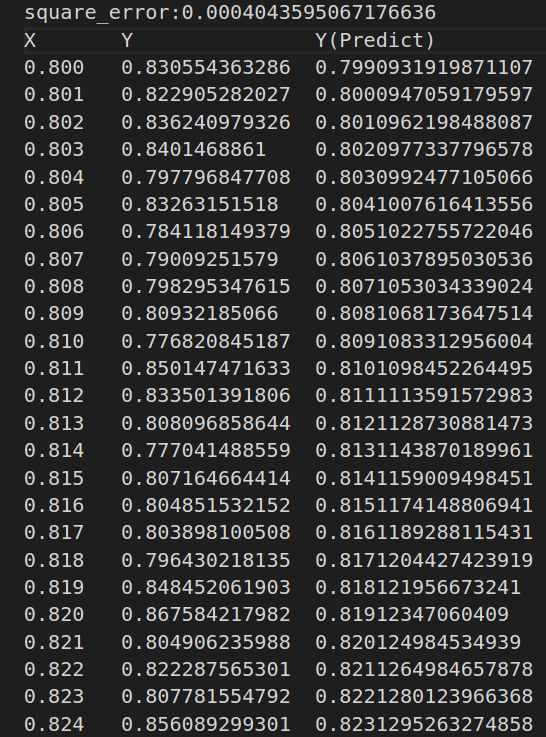 square_error:0.0004043595067176636
X Y Y(Predict)
0.800 0.830554363286 0.7990931919871107
0.801 0.822905282027 0.8000947059179597
0.802 0.836240979326 0.8010962198488087
0.803 0.8401468861 0.8020977337796578
0.804 0.797796847708 0.8030992477105066
0.805 0.83263151518 0.8041007616413556
0.806 0.784118149379 0.8051022755722046
0.807 0.79009251579 0.8061037895030536
0.808 0.798295347615 0.8071053034339024
0.809 0.80932185066 0.8081068173647514
0.810 0.776820845187 0.8091083312956004
0.811 0.850147471633 0.8101098452264495
0.812 0.833501391806 0.8111113591572983
0.813 0.808096858644 0.8121128730881473
0.814 0.777041488559 0.8131143870189961
0.815 0.807164664414 0.8141159009498451
0.816 0.804851532152 0.8151174148806941
0.817 0.803898100508 0.8161189288115431
0.818 0.796430218135 0.8171204427423919
0.819 0.848452061903 0.818121956673241
0.820 0.867584217982 0.81912347060409
0.821 0.804906235988 0.820124984534939
0.822 0.822287565301 0.8211264984657878
0.823 0.807781554792 0.8221280123966368
0.824 0.856089299301 0.8231295263274858